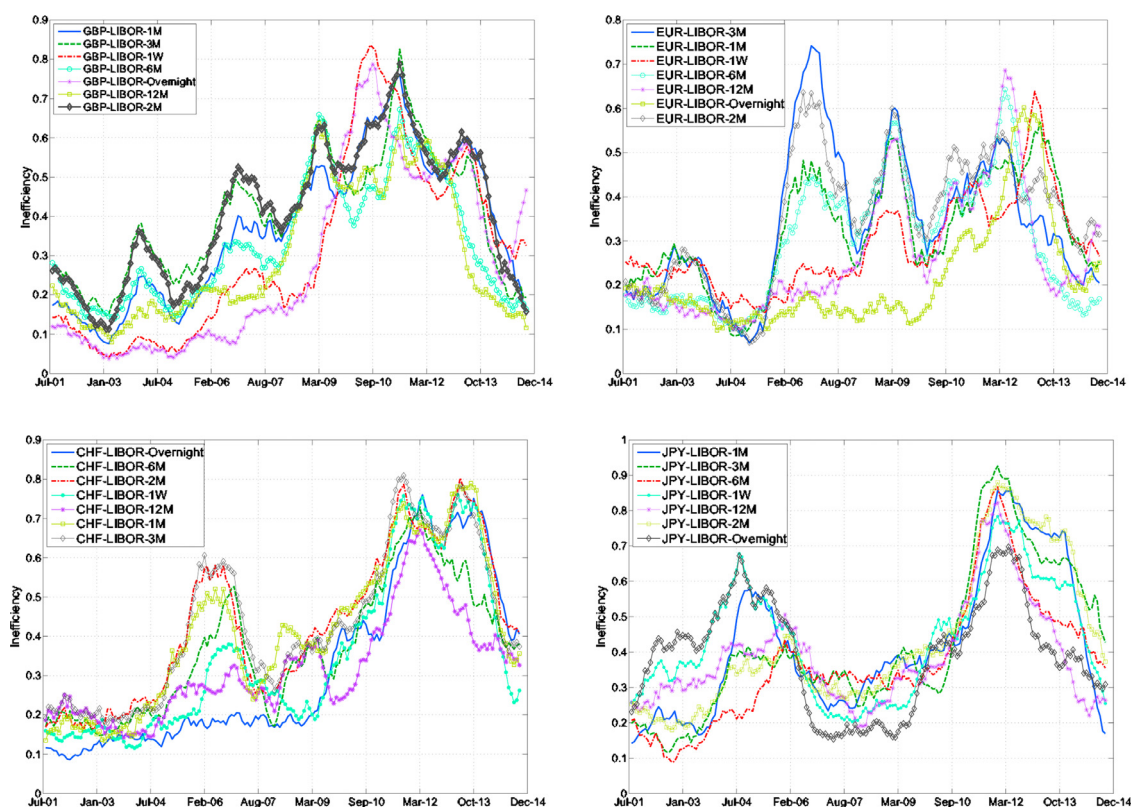 0.9
0.8
0.7
0.6
0.5
0.4
0.3
0.2
0.1
0
Inefficiency
GBP-LIBOR-1M
GBP-LIBOR-3M
GBP-LIBOR-1W
GBP-LIBOR-6M
GBP-LIBOR-Overnight
GBP-LIBOR-12M
GBP-LIBOR-2M
Jul-01 Jan-03 Jul-04 Feb-06 Aug-07 Mar-09 Sep-10 Mar-12 Oct-13 Dec-14
0.8
0.7
0.6
0.5
0.4
0.3
0.2
0.1
0
Inefficiency
EUR-LIBOR-3M
EUR-LIBOR-1M
EUR-LIBOR-1W
EUR-LIBOR-6M
EUR-LIBOR-12M
EUR-LIBOR-Overnight
EUR-LIBOR-2M
Jul-01 Jan-03 Jul-04 Feb-06 Aug-07 Mar-09 Sep-10 Mar-12 Oct-13 Dec-14
0.9
0.8
0.7
0.6
0.5
0.4
0.3
0.2
0.1
0
Inefficiency
CHF-LIBOR-Overnight
CHF-LIBOR-6M
CHF-LIBOR-2M
CHF-LIBOR-1W
CHF-LIBOR-12M
CHF-LIBOR-1M
CHF-LIBOR-3M
Jul-01 Jan-03 Jul-04 Feb-06 Aug-07 Mar-09 Sep-10 Mar-12 Oct-13 Dec-14
1
0.9
0.8
0.7
0.6
0.5
0.4
0.3
0.2
0.1
0
Inefficiency
JPY-LIBOR-1M
JPY-LIBOR-3M
JPY-LIBOR-6M
JPY-LIBOR-1W
JPY-LIBOR-12M
JPY-LIBOR-2M
JPY-LIBOR-Overnight
Jul-01 Jan-03 Jul-04 Feb-06 Aug-07 Mar-09 Sep-10 Mar-12 Oct-13 Dec-14